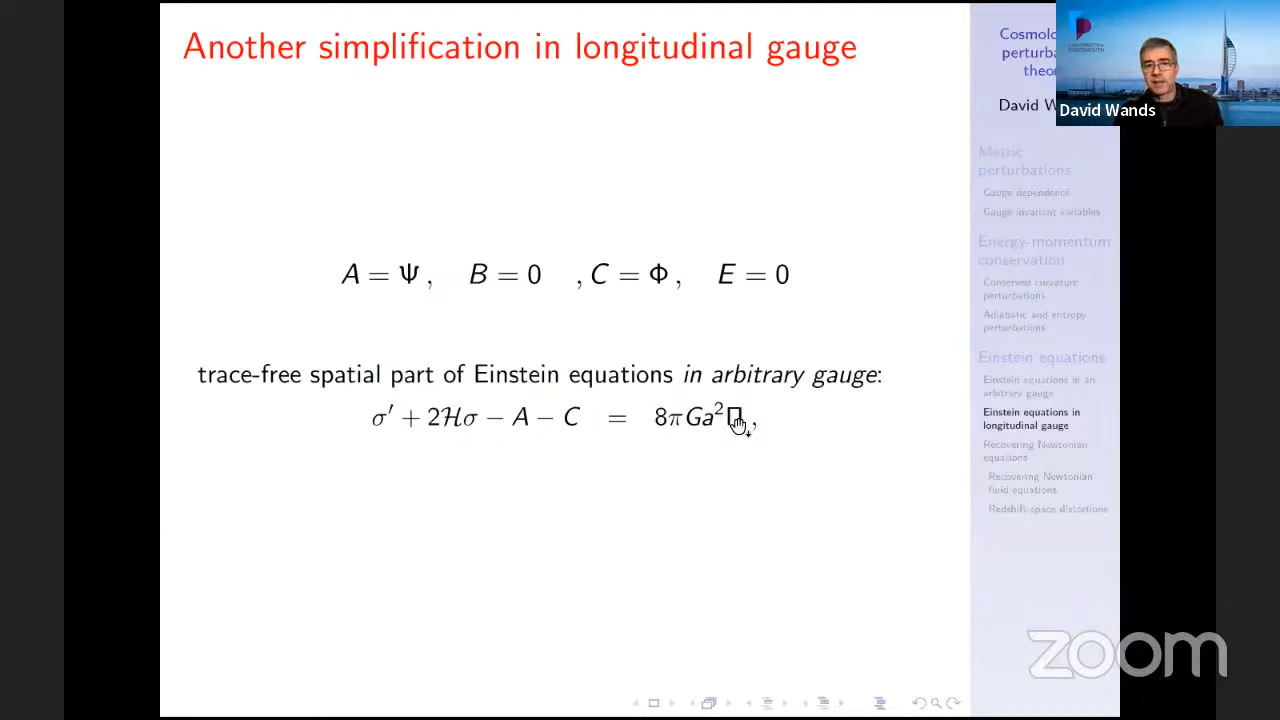 Another simplification in longitudinal gauge
A = Ψ , B = 0 , C = Φ , E = 0
trace-free spatial part of Einstein equations in arbitrary gauge:
σ′ + 2ℋσ − A − C = 8πGa²Π ,
David W
Metric
perturbations
Gauge dependence
Gauge invariant variables
Energy-momentum
conservation
Conserved curvature
perturbations
Adiabatic and entropy
perturbations
Einstein equations
Einstein equations in an
arbitrary gauge
Einstein equations in
longitudinal gauge
Recovering Newtonian
equations
Recovering Newtonian
fluid equations
Redshift-space distortions
David Wands
zoom